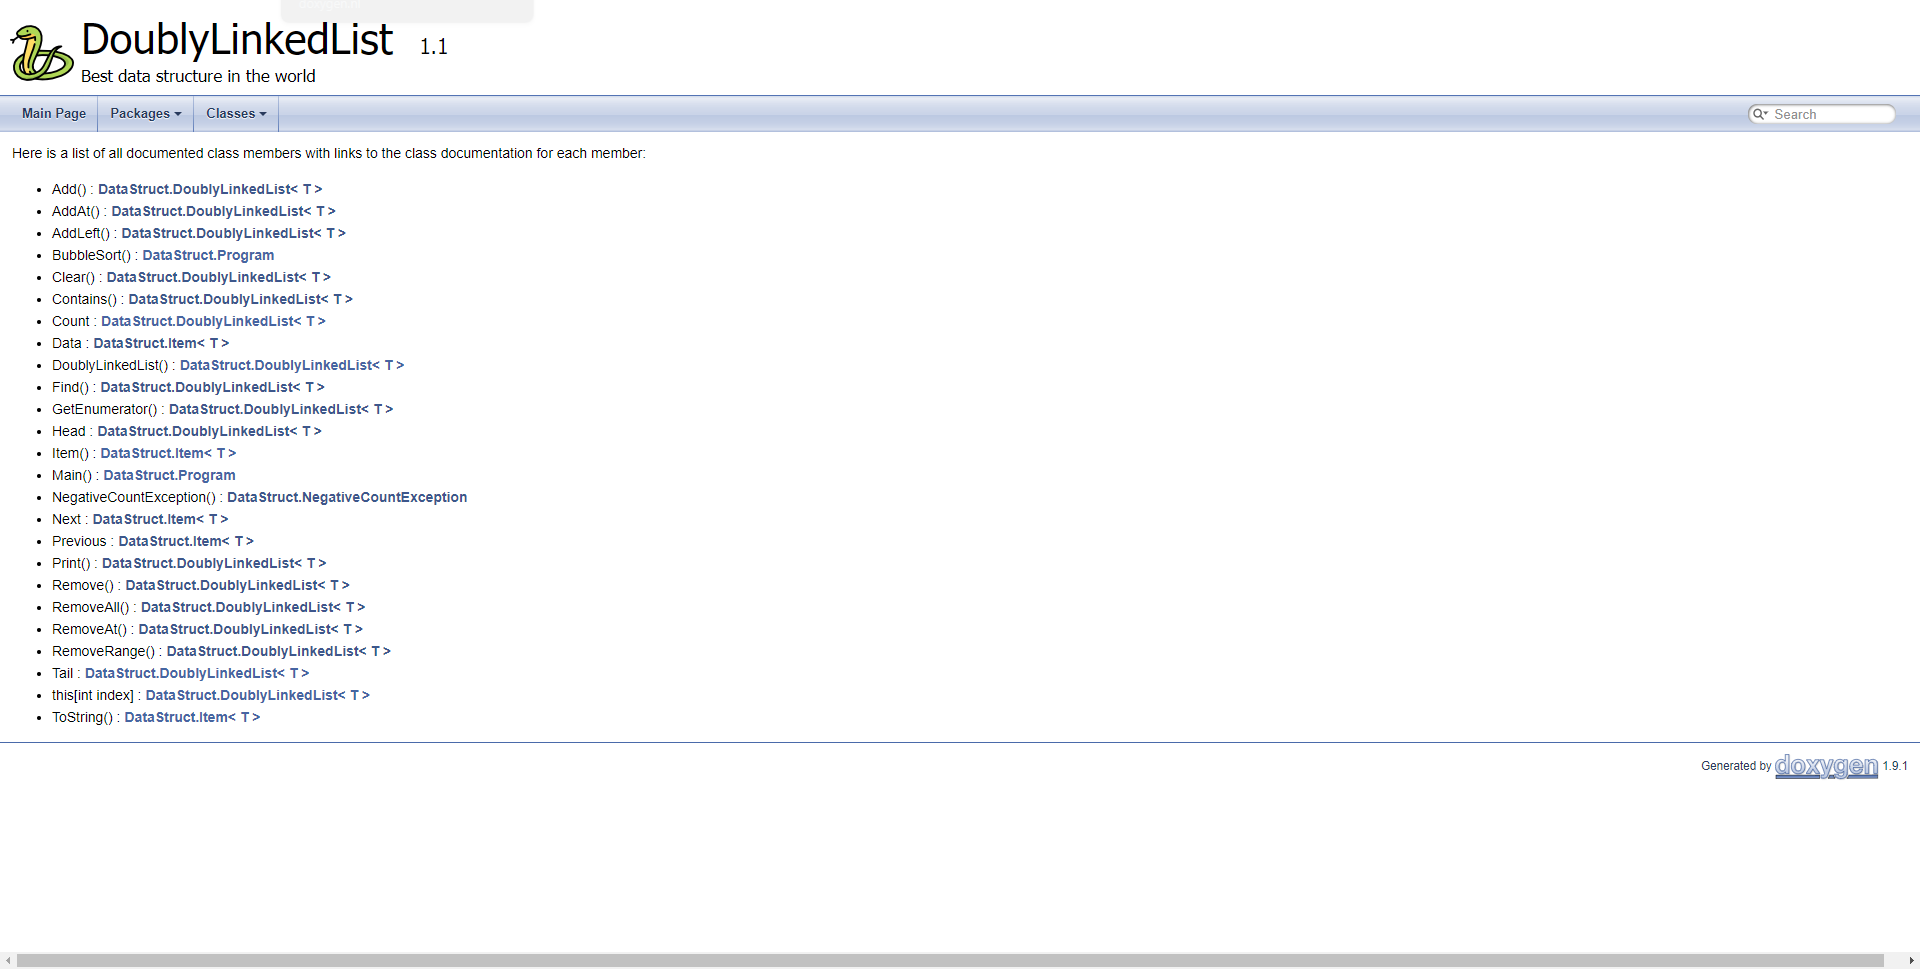 doxygen.nl
DoublyLinkedList 1.1
Best data structure in the world
Main Page Packages Classes Search
Here is a list of all documented class members with links to the class documentation for each member:
Add() : DataStruct.DoublyLinkedList< T >
AddAt() : DataStruct.DoublyLinkedList< T >
AddLeft() : DataStruct.DoublyLinkedList< T >
BubbleSort() : DataStruct.Program
Clear() : DataStruct.DoublyLinkedList< T >
Contains() : DataStruct.DoublyLinkedList< T >
Count : DataStruct.DoublyLinkedList< T >
Data : DataStruct.Item< T >
DoublyLinkedList() : DataStruct.DoublyLinkedList< T >
Find() : DataStruct.DoublyLinkedList< T >
GetEnumerator() : DataStruct.DoublyLinkedList< T >
Head : DataStruct.DoublyLinkedList< T >
Item() : DataStruct.Item< T >
Main() : DataStruct.Program
NegativeCountException() : DataStruct.NegativeCountException
Next : DataStruct.Item< T >
Previous : DataStruct.Item< T >
Print() : DataStruct.DoublyLinkedList< T >
Remove() : DataStruct.DoublyLinkedList< T >
RemoveAll() : DataStruct.DoublyLinkedList< T >
RemoveAt() : DataStruct.DoublyLinkedList< T >
RemoveRange() : DataStruct.DoublyLinkedList< T >
Tail : DataStruct.DoublyLinkedList< T >
this[int index] : DataStruct.DoublyLinkedList< T >
ToString() : DataStruct.Item< T >
Generated by doxygen 1.9.1